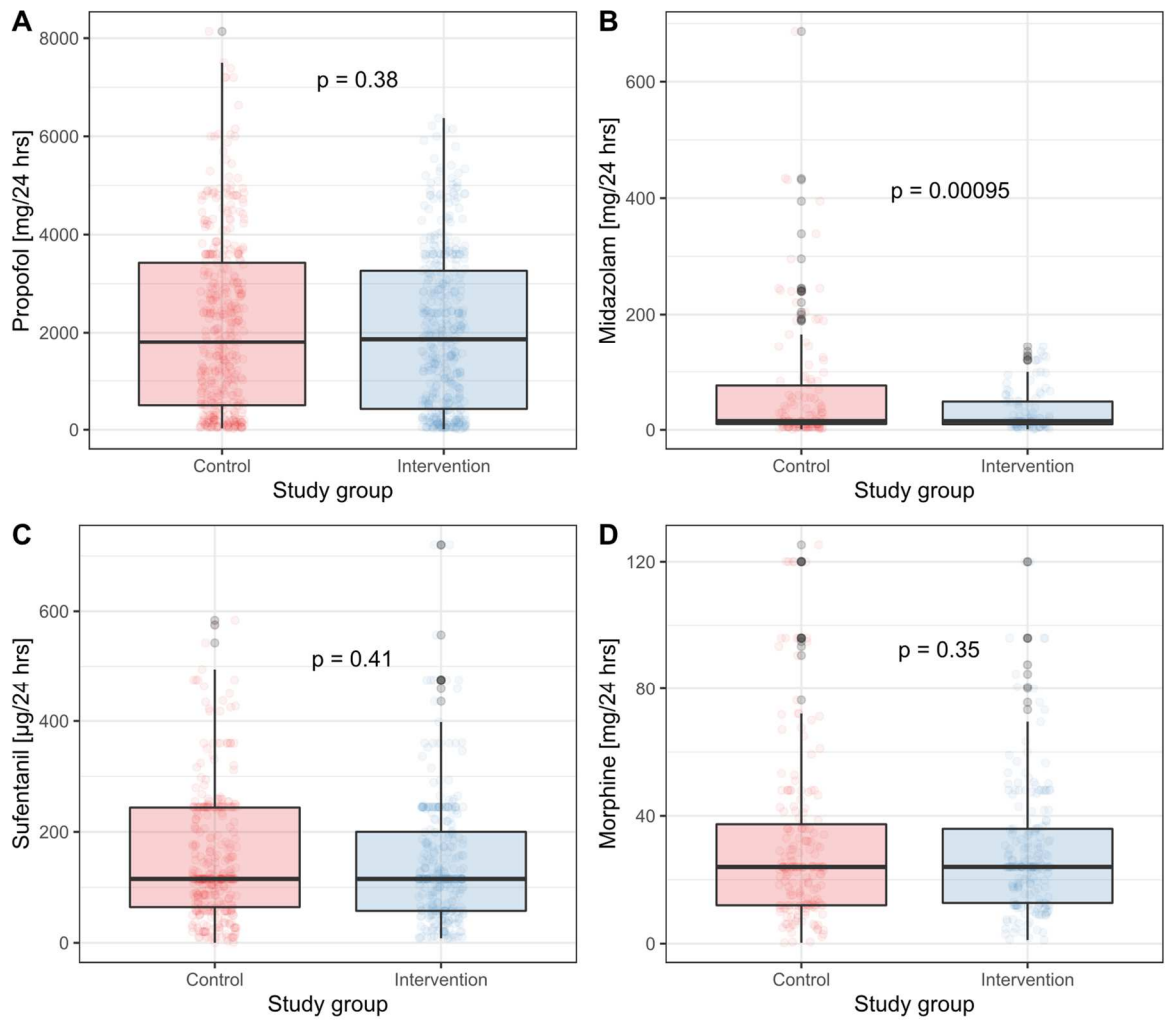 A
Propofol [mg/24 hrs]
8000
6000
4000
2000
0
p = 0.38
Control
Intervention
Study group
B
Midazolam [mg/24 hrs]
600
400
200
0
p = 0.00095
Control
Intervention
Study group
C
Sufentanil [µg/24 hrs]
600
400
200
0
p = 0.41
Control
Intervention
Study group
D
Morphine [mg/24 hrs]
120
80
40
0
p = 0.35
Control
Intervention
Study group